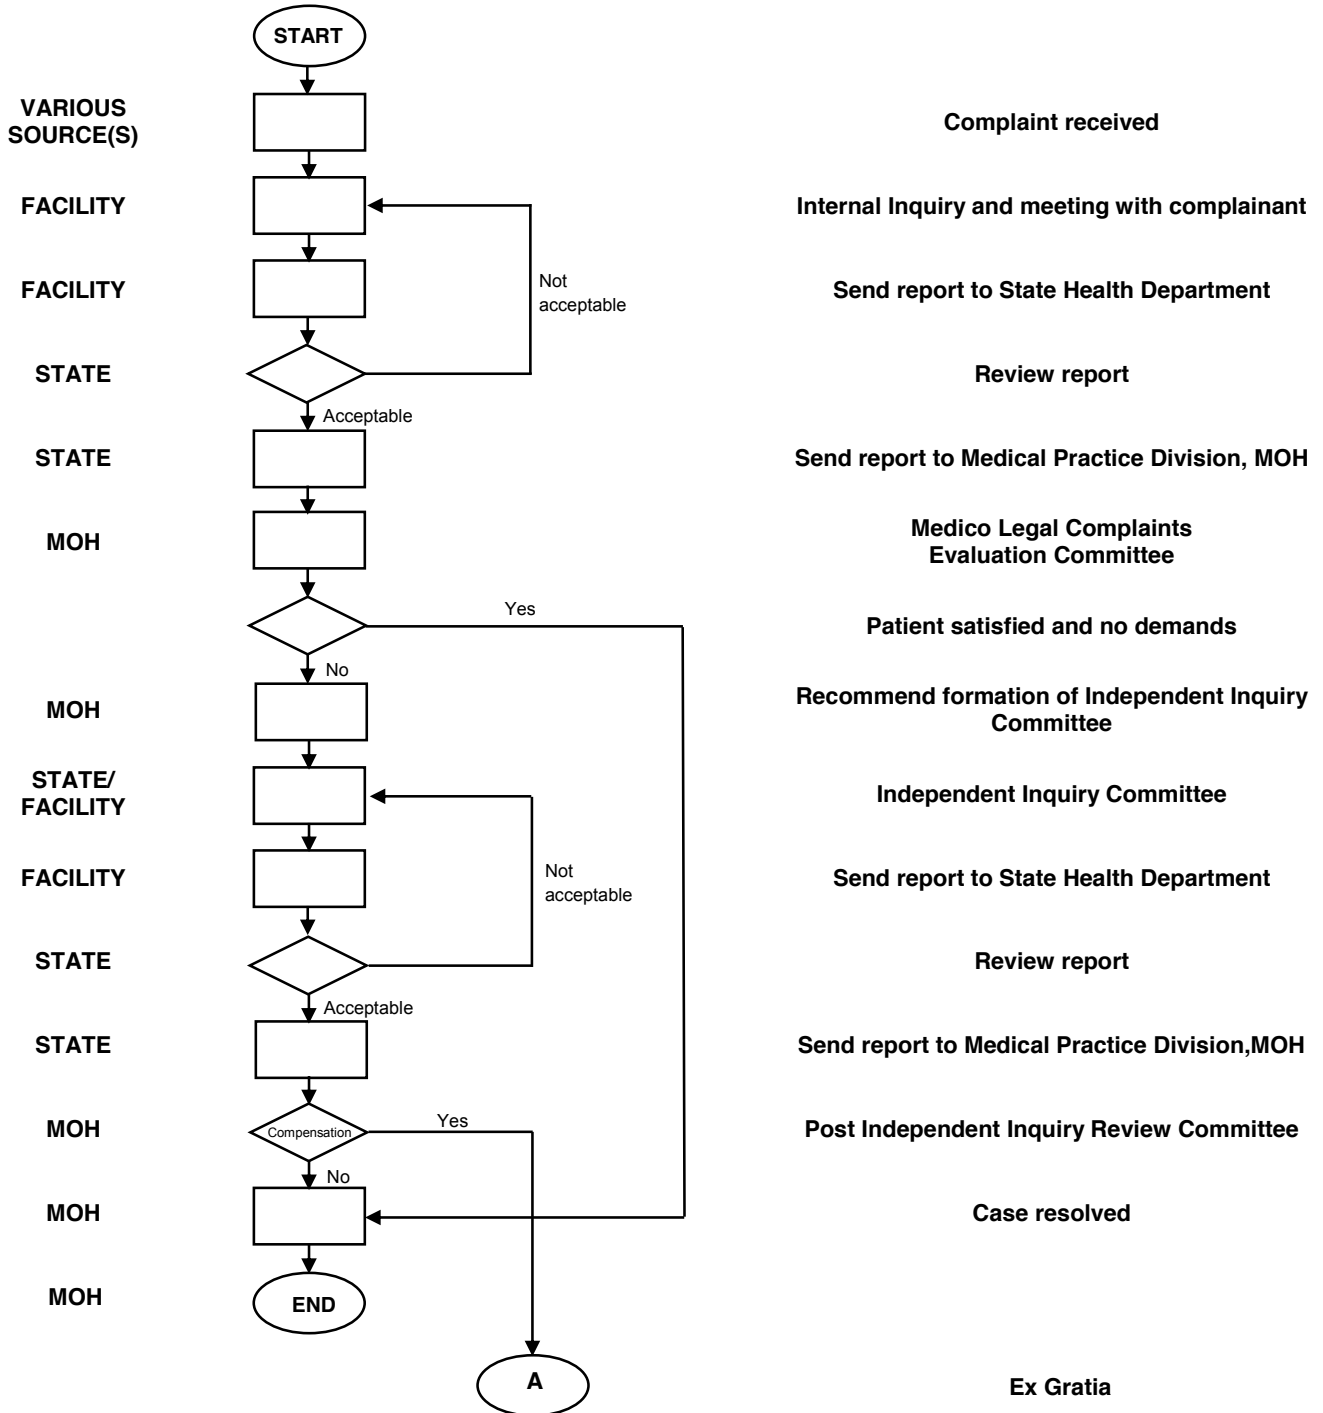 START
VARIOUS
SOURCE(S)
Complaint received
FACILITY
Internal Inquiry and meeting with complainant
FACILITY
Not
acceptable
Send report to State Health Department
STATE
Review report
Acceptable
STATE
Send report to Medical Practice Division, MOH
MOH
Medico Legal Complaints
Evaluation Committee
Yes
Patient satisfied and no demands
No
MOH
Recommend formation of Independent Inquiry
Committee
STATE/
FACILITY
Independent Inquiry Committee
FACILITY
Not
acceptable
Send report to State Health Department
STATE
Review report
Acceptable
STATE
Send report to Medical Practice Division,MOH
MOH
Compensation
Yes
Post Independent Inquiry Review Committee
No
MOH
Case resolved
MOH
END
A
Ex Gratia